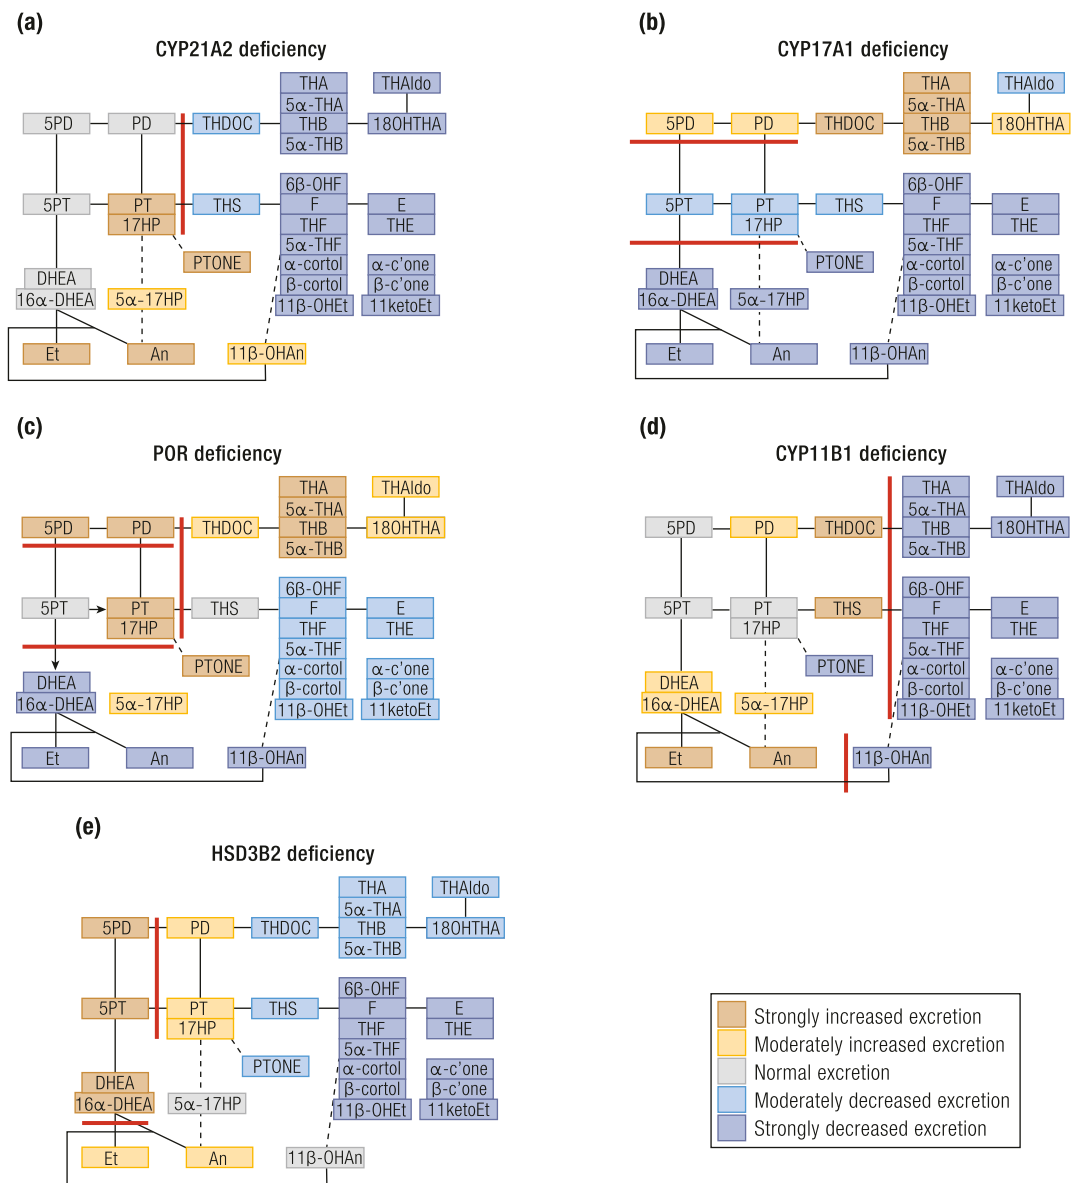 (a)
CYP21A2 deficiency
THA
THAldo
5α-THA
5PD
PD
THDOC
THB
18OHTHA
5α-THB
6β-OHF
5PT
PT
THS
F
E
17HP
THF
THE
5α-THF
PTONE
α-cortol
α-c'one
DHEA
β-cortol
β-c'one
16α-DHEA
5α-17HP
11β-OHEt
11ketoEt
Et
An
11β-OHAn
(b)
CYP17A1 deficiency
THA
THAldo
5α-THA
5PD
PD
THDOC
THB
18OHTHA
5α-THB
6β-OHF
5PT
PT
THS
F
E
17HP
THF
THE
5α-THF
PTONE
α-cortol
α-c'one
DHEA
β-cortol
β-c'one
16α-DHEA
5α-17HP
11β-OHEt
11ketoEt
Et
An
11β-OHAn
(c)
POR deficiency
THA
THAldo
5α-THA
5PD
PD
THDOC
THB
18OHTHA
5α-THB
6β-OHF
5PT
PT
THS
F
E
17HP
THF
THE
5α-THF
PTONE
α-cortol
α-c'one
DHEA
β-cortol
β-c'one
16α-DHEA
5α-17HP
11β-OHEt
11ketoEt
Et
An
11β-OHAn
(d)
CYP11B1 deficiency
THA
THAldo
5α-THA
5PD
PD
THDOC
THB
18OHTHA
5α-THB
6β-OHF
5PT
PT
THS
F
E
17HP
THF
THE
5α-THF
PTONE
α-cortol
α-c'one
DHEA
β-cortol
β-c'one
16α-DHEA
5α-17HP
11β-OHEt
11ketoEt
Et
An
11β-OHAn
(e)
HSD3B2 deficiency
THA
THAldo
5α-THA
5PD
PD
THDOC
THB
18OHTHA
5α-THB
6β-OHF
5PT
PT
THS
F
E
17HP
THF
THE
5α-THF
PTONE
α-cortol
α-c'one
DHEA
β-cortol
β-c'one
16α-DHEA
5α-17HP
11β-OHEt
11ketoEt
Et
An
11β-OHAn
Strongly increased excretion
Moderately increased excretion
Normal excretion
Moderately decreased excretion
Strongly decreased excretion